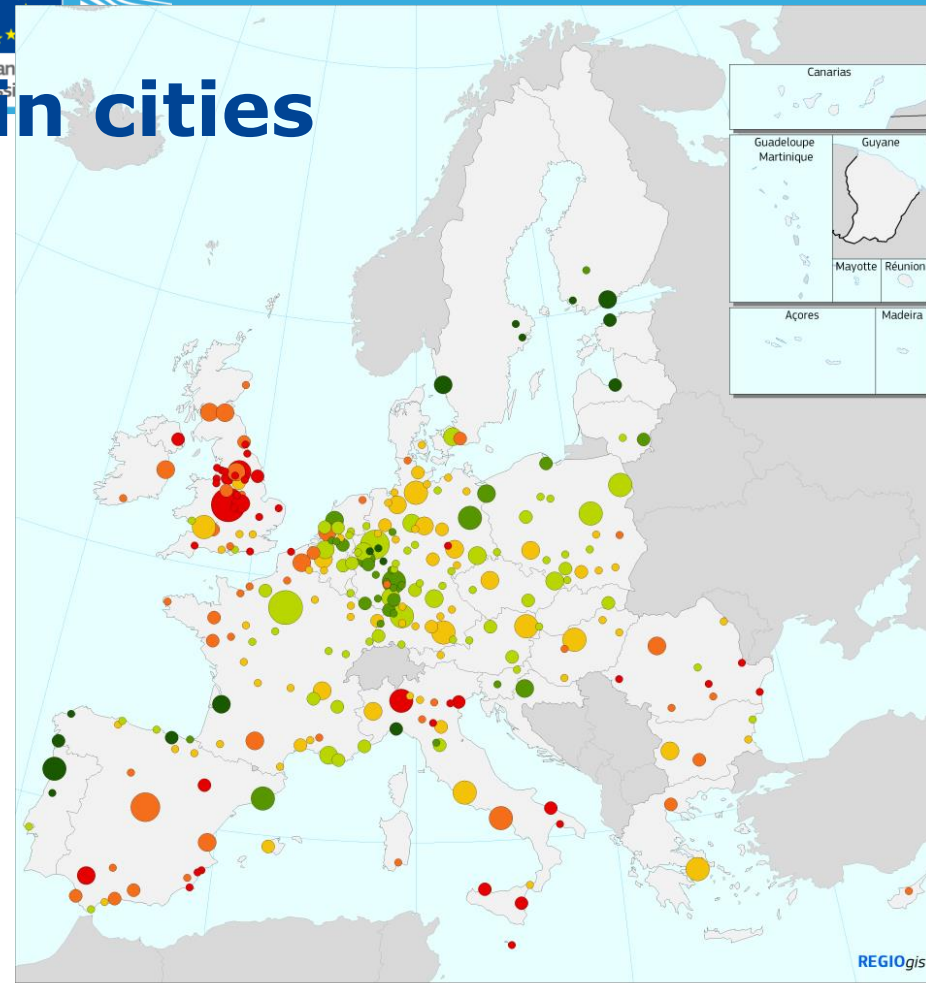 in cities
Canarias
Guadeloupe
Martinique
Guyane
Mayotte
Réunion
Açores
Madeira
REGIOgis